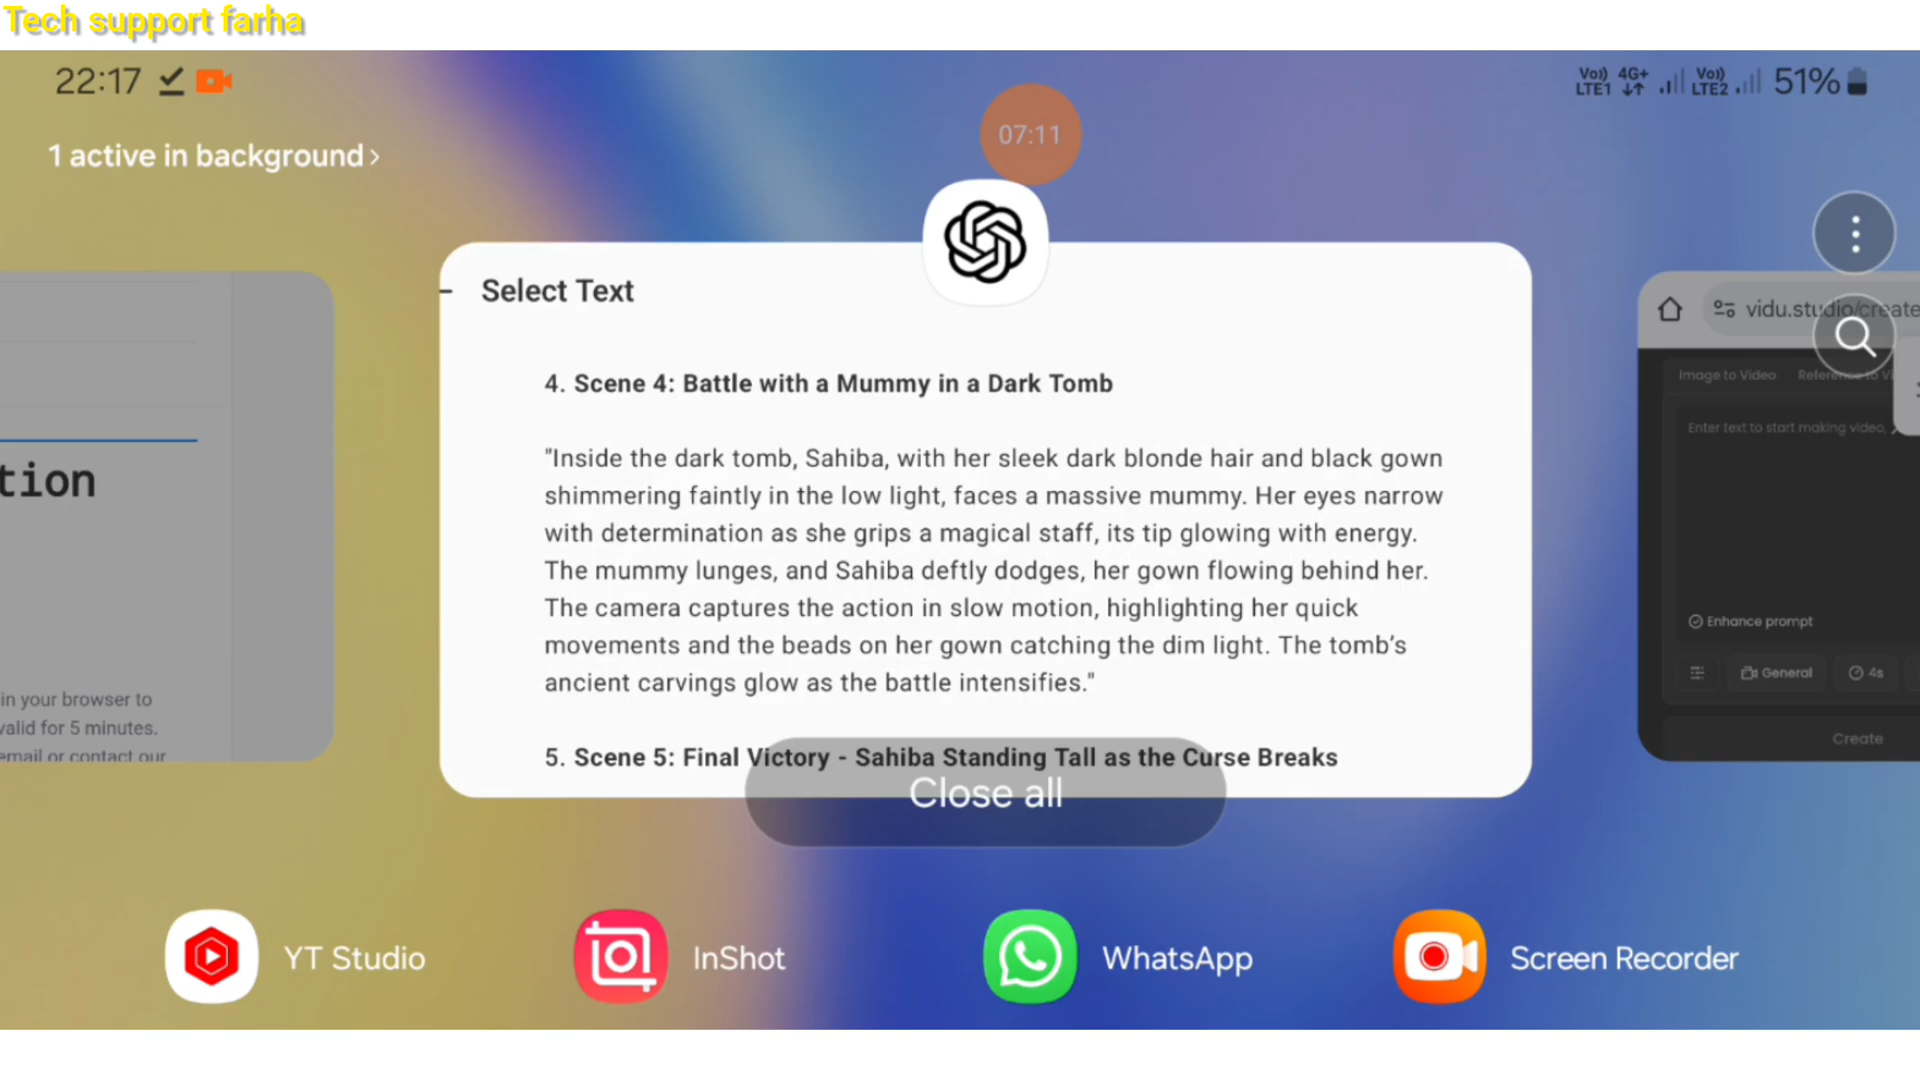 Tech support farha
22:17
Vo)) LTE1 4G+ Vo)) LTE2 51%
1 active in background >
07:11
Select Text
4. Scene 4: Battle with a Mummy in a Dark Tomb
"Inside the dark tomb, Sahiba, with her sleek dark blonde hair and black gown
shimmering faintly in the low light, faces a massive mummy. Her eyes narrow
with determination as she grips a magical staff, its tip glowing with energy.
The mummy lunges, and Sahiba deftly dodges, her gown flowing behind her.
The camera captures the action in slow motion, highlighting her quick
movements and the beads on her gown catching the dim light. The tomb’s
ancient carvings glow as the battle intensifies."
5. Scene 5: Final Victory - Sahiba Standing Tall as the Curse Breaks
Close all
tion
in your browser to
valid for 5 minutes.
email or contact our
vidu.studio/create
Image to Video Reference to Vi
Enter text to start making video,
Enhance prompt
General 4s
Create
YT Studio
InShot
WhatsApp
Screen Recorder